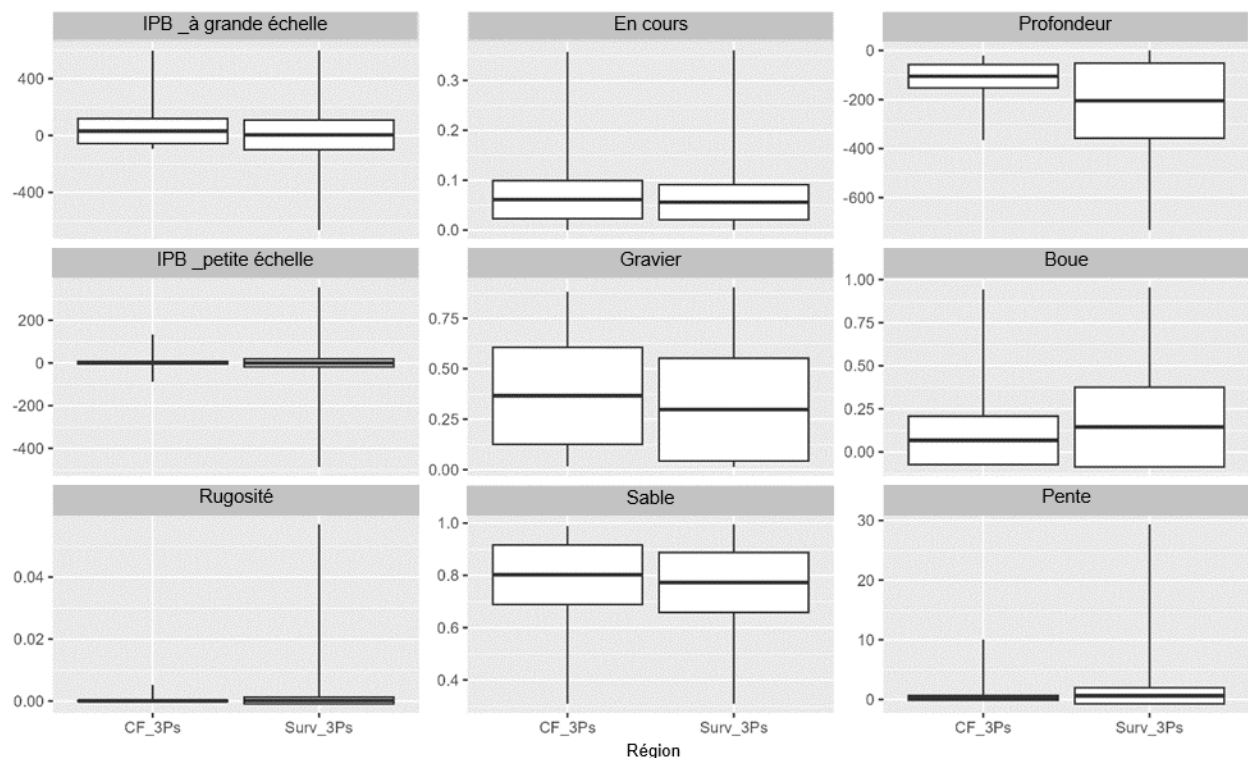 IPB _à grande échelle
En cours
Profondeur
400
0
-400
0.3
0.2
0.1
0.0
0
-200
-400
-600
IPB _petite échelle
Gravier
Boue
200
0
-200
-400
0.75
0.50
0.25
0.00
1.00
0.75
0.50
0.25
0.00
Rugosité
Sable
Pente
0.04
0.02
0.00
1.0
0.8
0.6
0.4
30
20
10
0
CF_3Ps
Surv_3Ps
CF_3Ps
Surv_3Ps
CF_3Ps
Surv_3Ps
Région